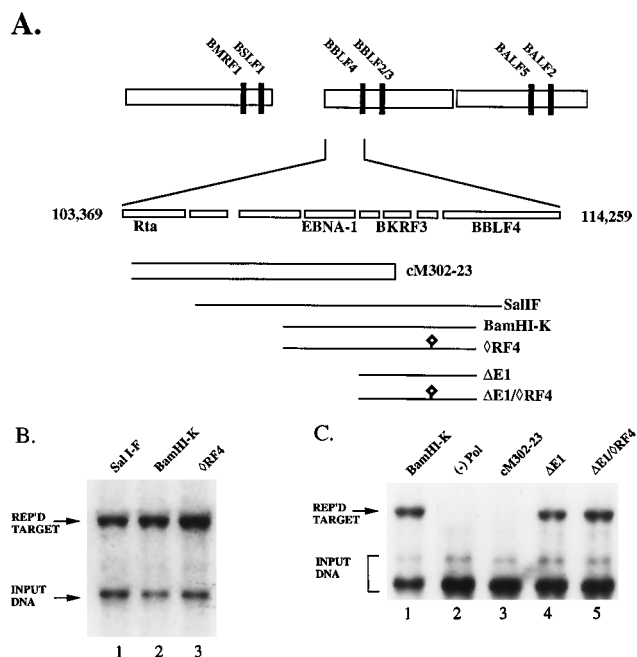 A.
BMRF1 BSLF1 BBLF4 BBLF2/3 BALF5 BALF2
103,369 114,259
Rta EBNA-1 BKRF3 BBLF4
cM302-23
SalIF
BamHI-K
◊RF4
ΔE1
ΔE1/◊RF4
B.
Sal I-F BamHI-K ◊RF4
REP'D
TARGET
INPUT
DNA
1 2 3
C.
BamHI-K (-) Pol cM302-23 ΔE1 ΔE1/◊RF4
REP'D
TARGET
INPUT
DNA
1 2 3 4 5